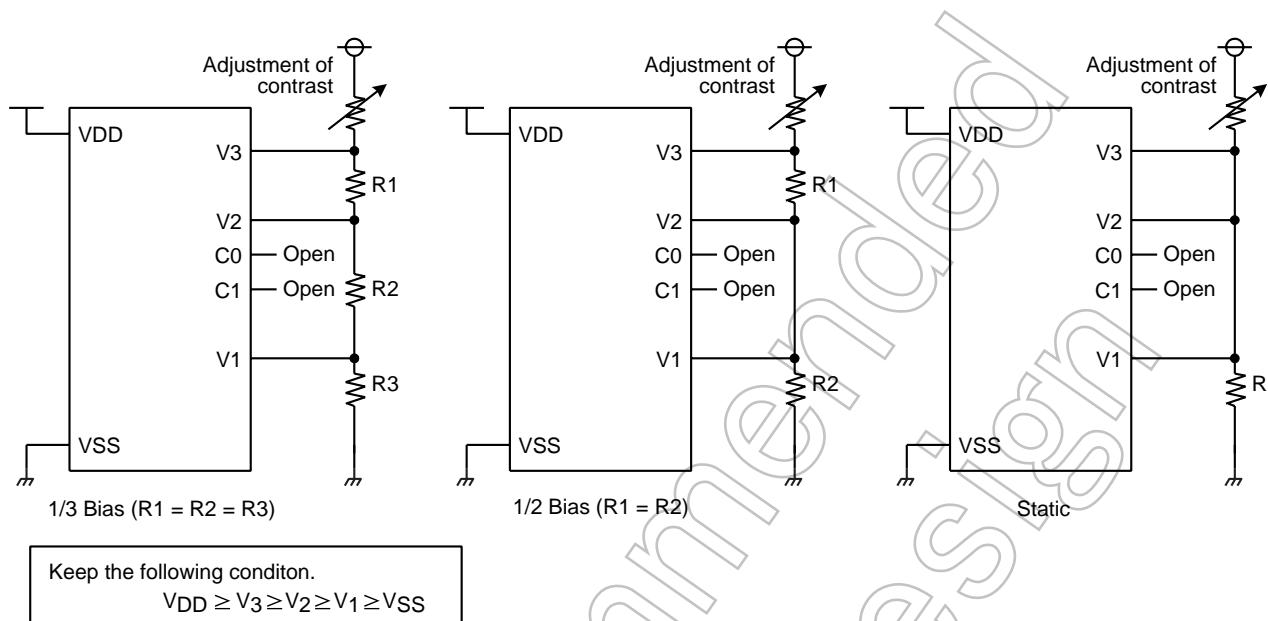 Adjustment of
contrast
VDD
V3
R1
V2
C0
Open
C1
Open
R2
V1
R3
VSS
1/3 Bias (R1 = R2 = R3)
Adjustment of
contrast
VDD
V3
R1
V2
C0
Open
C1
Open
V1
R2
VSS
1/2 Bias (R1 = R2)
Adjustment of
contrast
VDD
V3
V2
C0
Open
C1
Open
V1
R
VSS
Static
Keep the following conditon.
VDD ≥ V3 ≥ V2 ≥ V1 ≥ VSS
mmended
esign